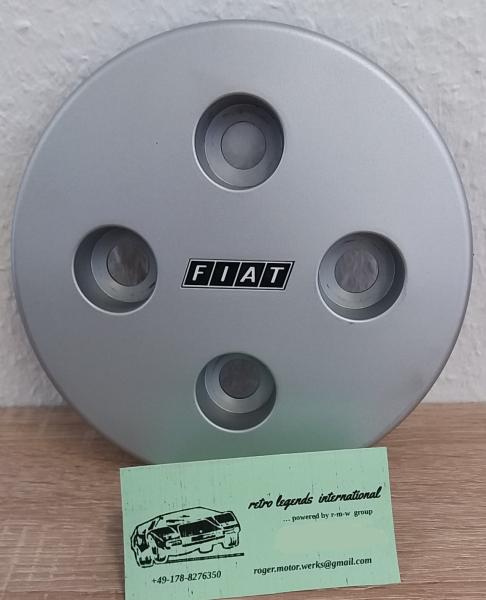 FIAT
retro legends international
... powered by r-m-w group
+49-178-8276350
roger.motor.werks@gmail.com